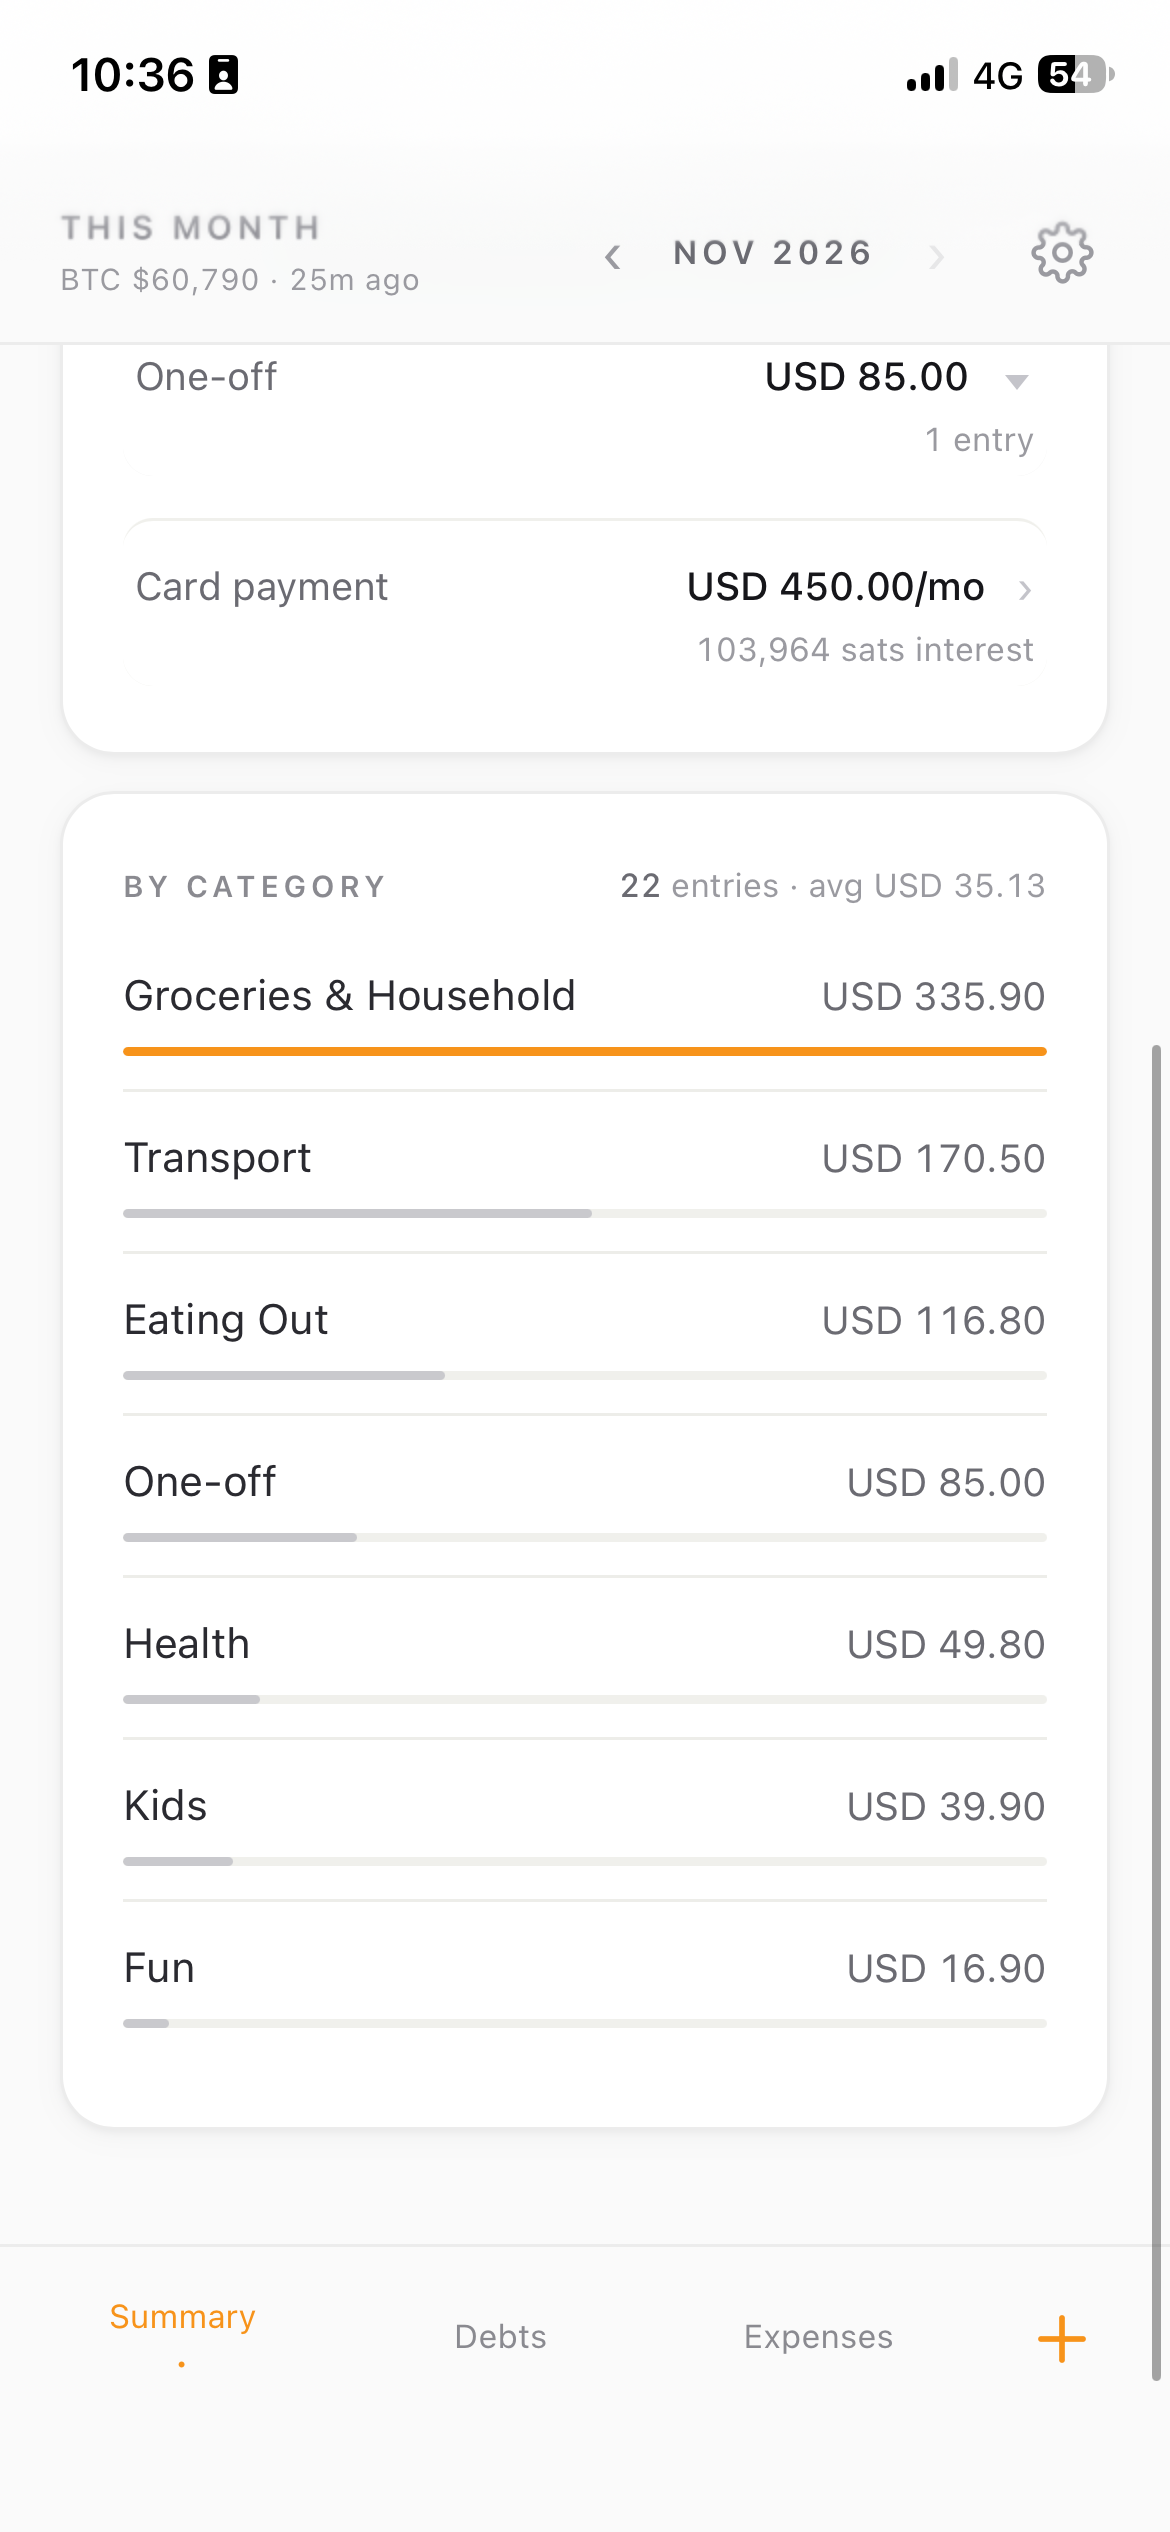 10:36 4G 54
THIS MONTH
BTC $60,790 · 25m ago
‹ NOV 2026 ›
One-off USD 85.00
1 entry
Card payment USD 450.00/mo ›
103,964 sats interest
BY CATEGORY 22 entries · avg USD 35.13
Groceries & Household USD 335.90
Transport USD 170.50
Eating Out USD 116.80
One-off USD 85.00
Health USD 49.80
Kids USD 39.90
Fun USD 16.90
Summary Debts Expenses +